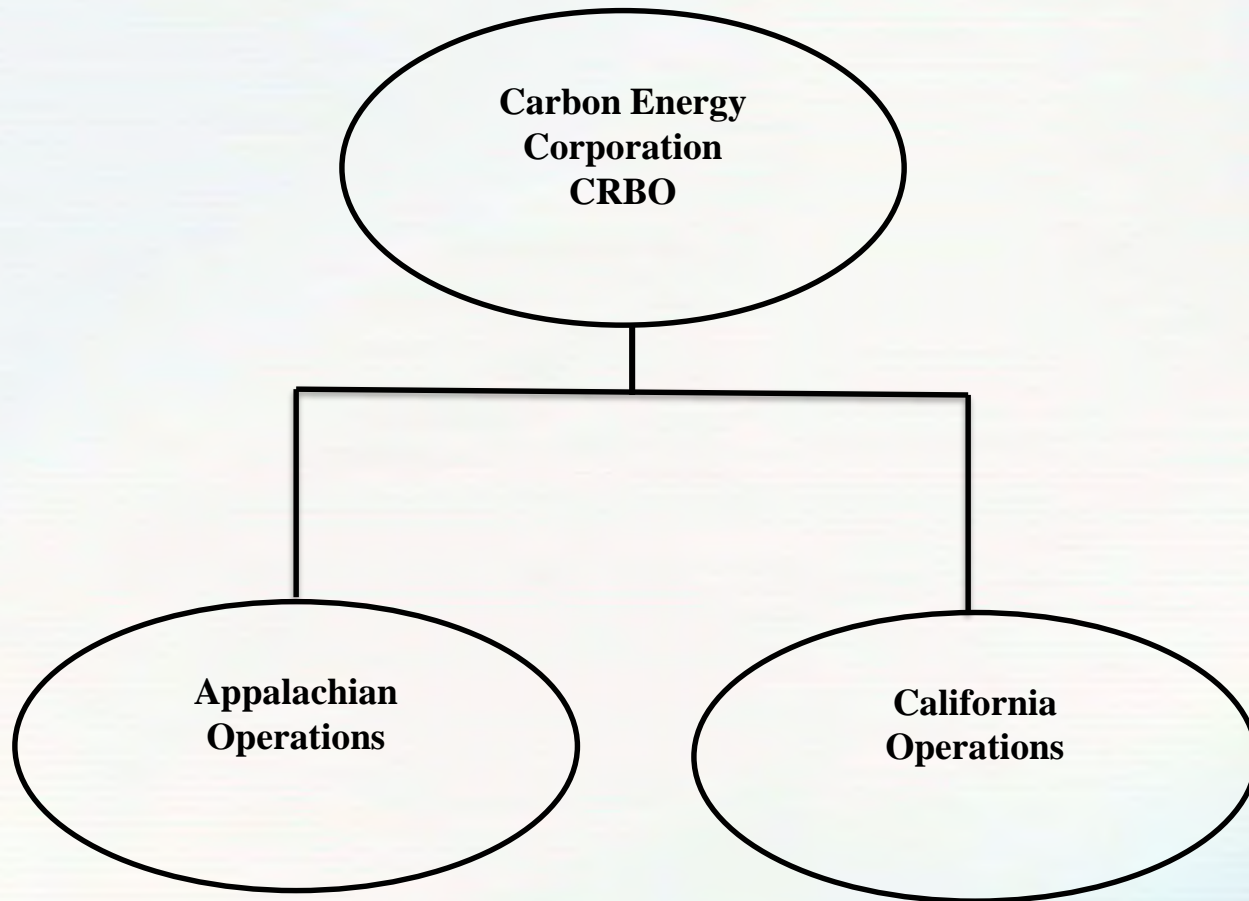 Carbon Energy
Corporation
CRBO
Appalachian
Operations
California
Operations